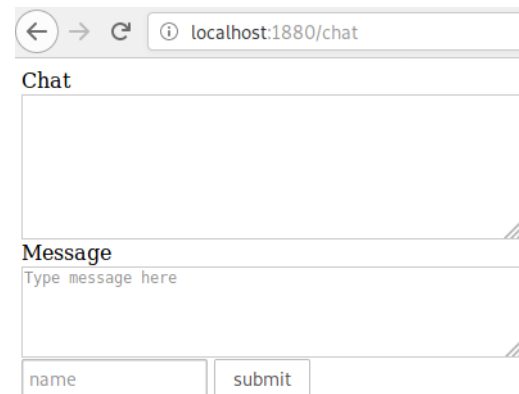 localhost:1880/chat
Chat
Message
Type message here
name submit